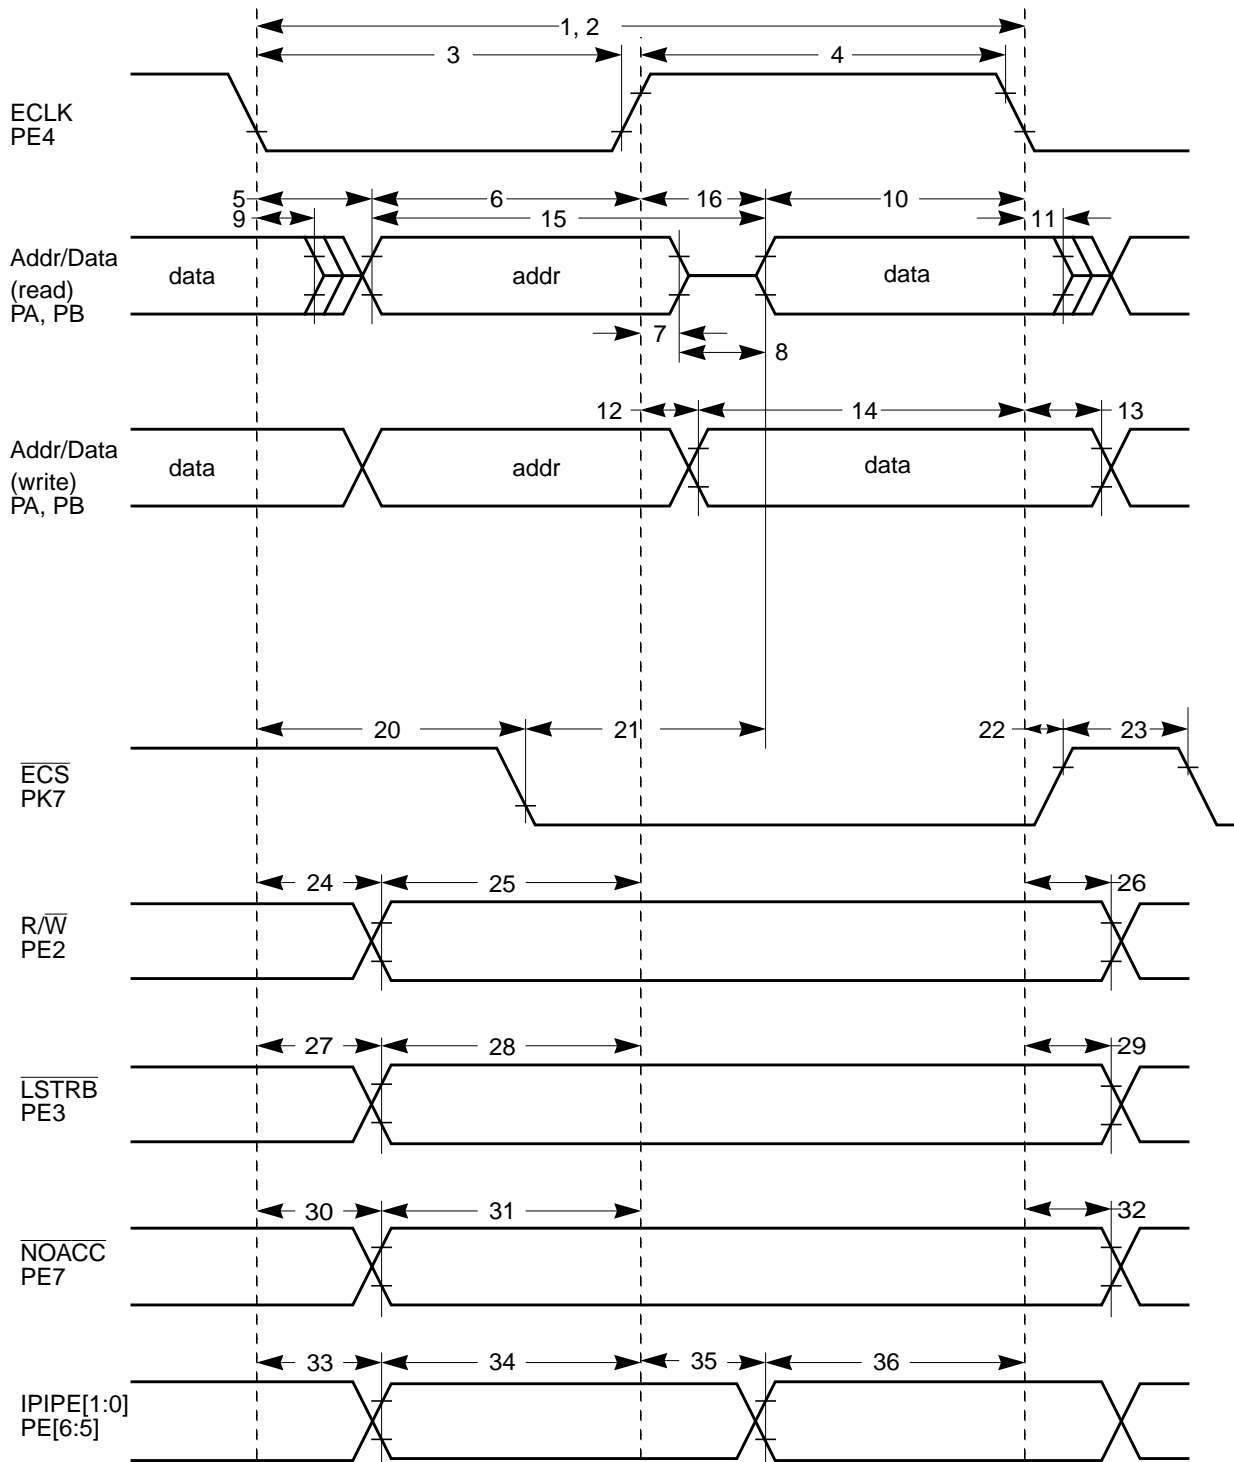 1, 2
3
4
ECLK
PE4
5
6
16
10
9
15
11
Addr/Data
(read)
PA, PB
data
addr
data
7
8
12
14
13
Addr/Data
(write)
PA, PB
data
addr
data
20
21
22
23
ECS
PK7
24
25
26
R/W
PE2
27
28
29
LSTRB
PE3
30
31
32
NOACC
PE7
33
34
35
36
IPIPE[1:0]
PE[6:5]